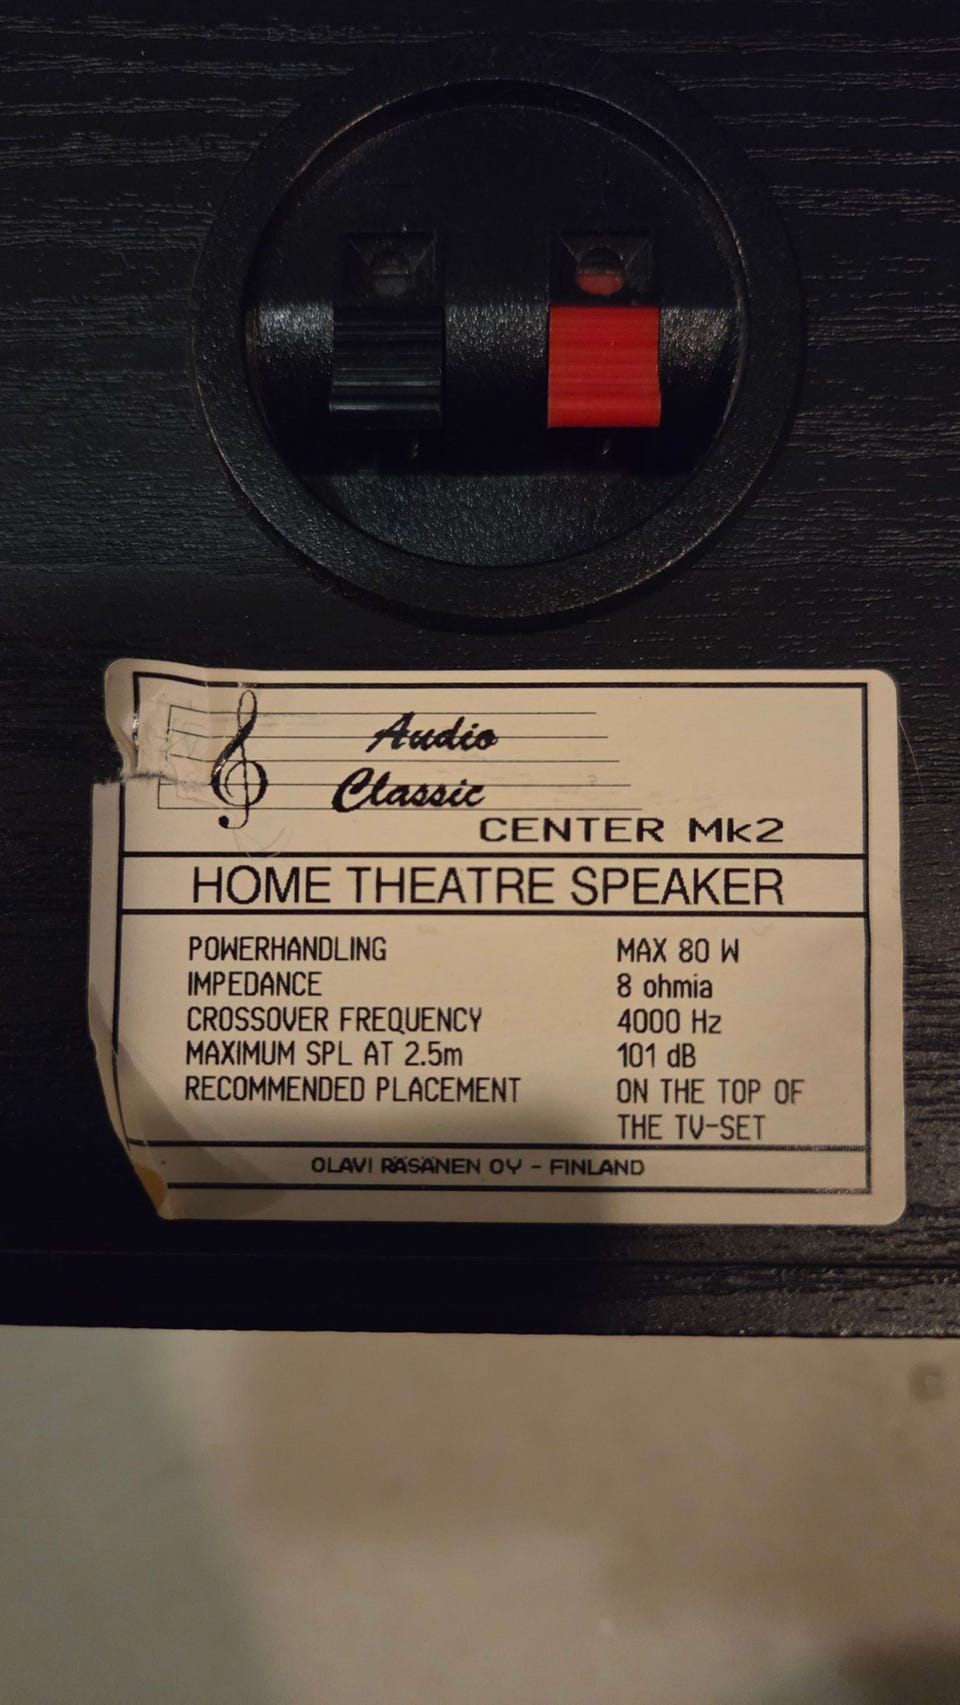 Audio
Classic
CENTER Mk2
HOME THEATRE SPEAKER
POWERHANDLING MAX 80 W
IMPEDANCE 8 ohmia
CROSSOVER FREQUENCY 4000 Hz
MAXIMUM SPL AT 2.5m 101 dB
RECOMMENDED PLACEMENT ON THE TOP OF
THE TV-SET
OLAVI RÄSÄNEN OY - FINLAND